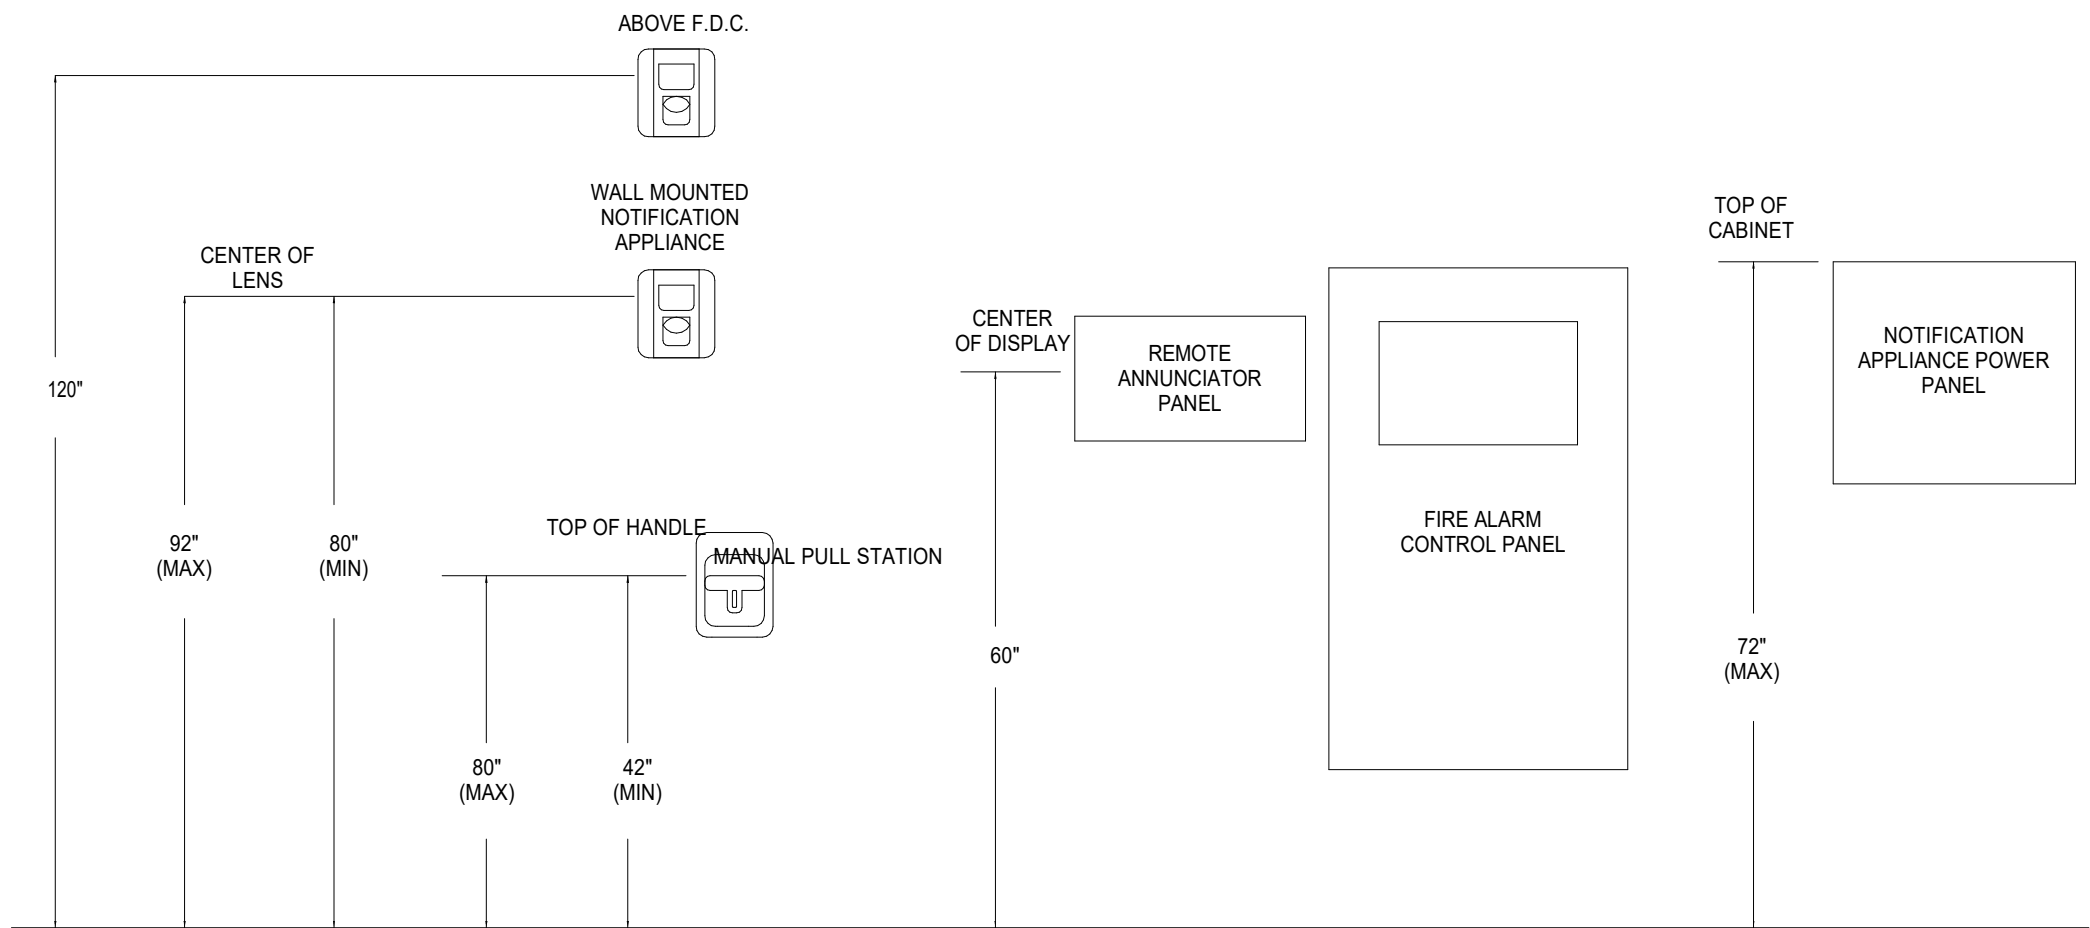 ABOVE F.D.C.
WALL MOUNTED
NOTIFICATION
APPLIANCE
CENTER OF
LENS
TOP OF
CABINET
CENTER
OF DISPLAY
REMOTE
ANNUNCIATOR
PANEL
NOTIFICATION
APPLIANCE POWER
PANEL
120"
TOP OF HANDLE
MANUAL PULL STATION
FIRE ALARM
CONTROL PANEL
92"
(MAX)
80"
(MIN)
60"
72"
(MAX)
80"
(MAX)
42"
(MIN)